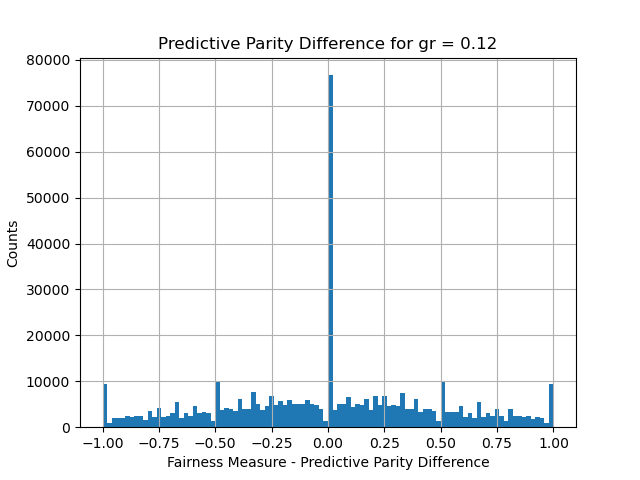 Predictive Parity Difference for gr = 0.12
80000
70000
60000
50000
40000
30000
20000
10000
0
Counts
−1.00 −0.75 −0.50 −0.25 0.00 0.25 0.50 0.75 1.00
Fairness Measure - Predictive Parity Difference